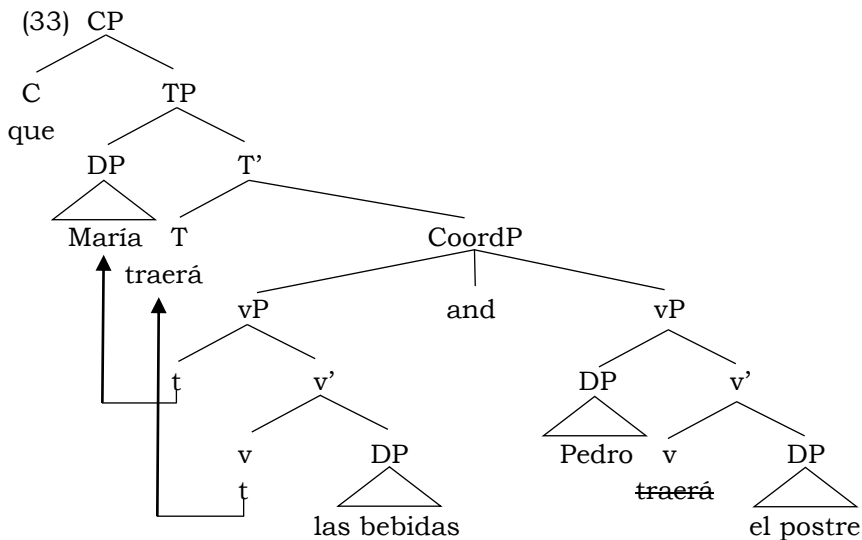 (33) CP
C TP
que
DP T’
María T CoordP
traerá
vP and vP
t v’ DP v’
v DP Pedro v DP
t traerá
las bebidas el postre